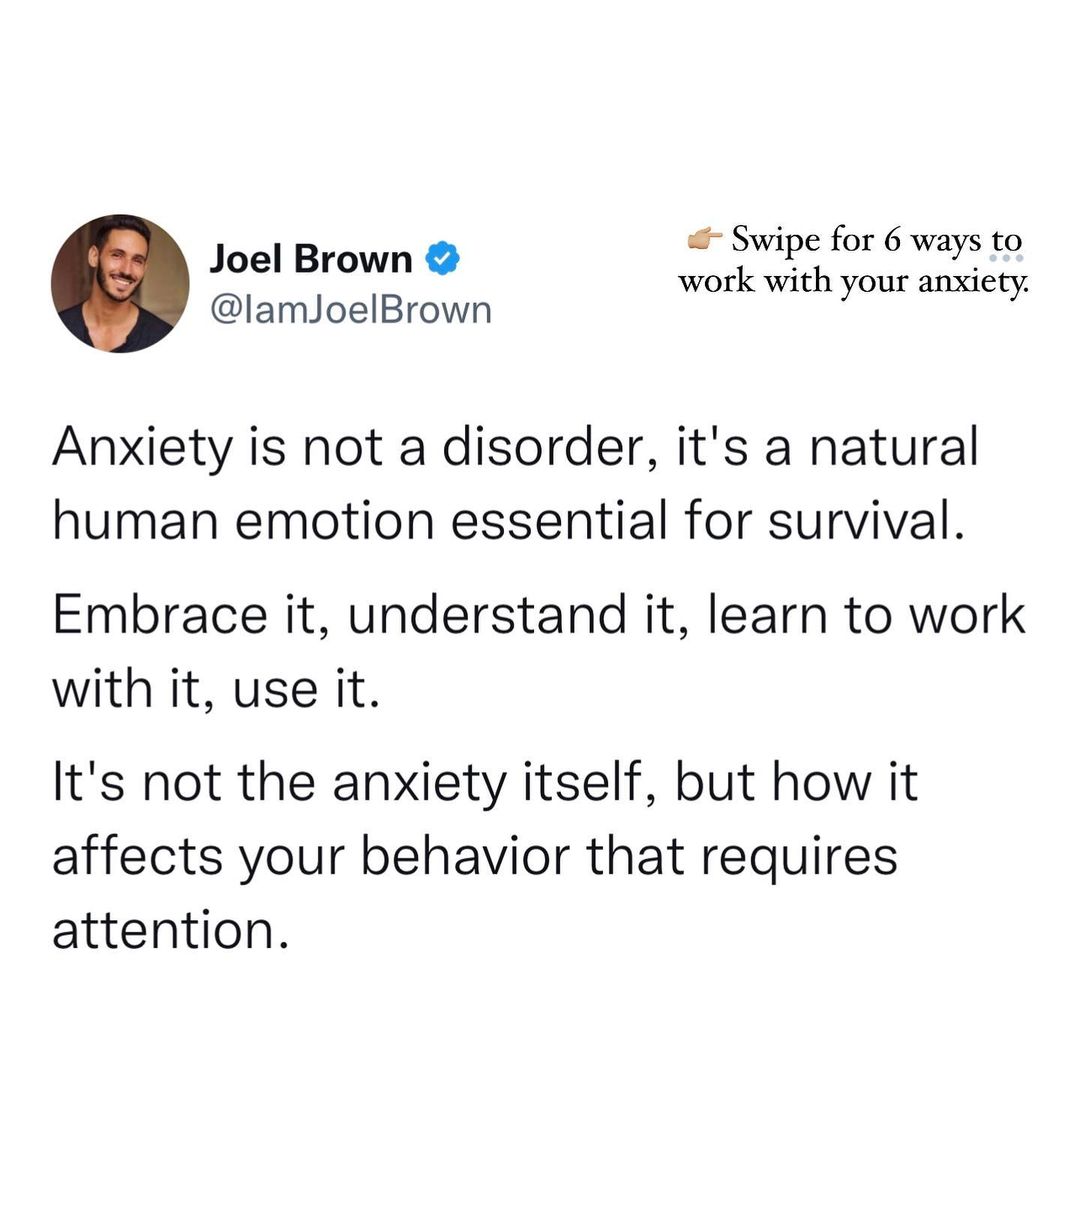 Joel Brown
@IamJoelBrown
👉🏼 Swipe for 6 ways to
work with your anxiety.
Anxiety is not a disorder, it's a natural
human emotion essential for survival.
Embrace it, understand it, learn to work
with it, use it.
It's not the anxiety itself, but how it
affects your behavior that requires
attention.